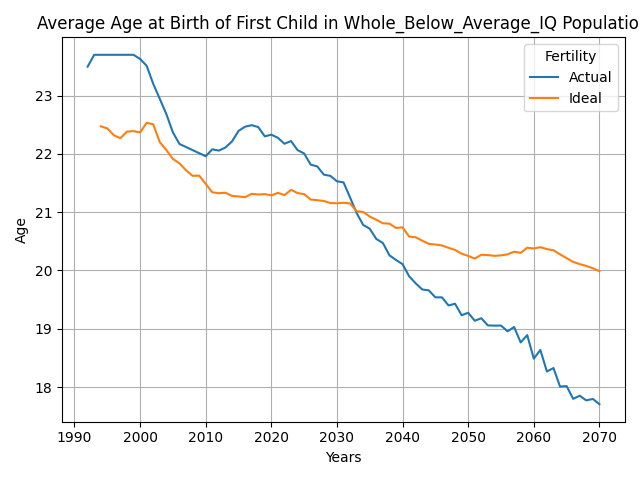 Average Age at Birth of First Child in Whole_Below_Average_IQ Populatio
Fertility
Actual
Ideal
Age
23
22
21
20
19
18
1990 2000 2010 2020 2030 2040 2050 2060 2070
Years